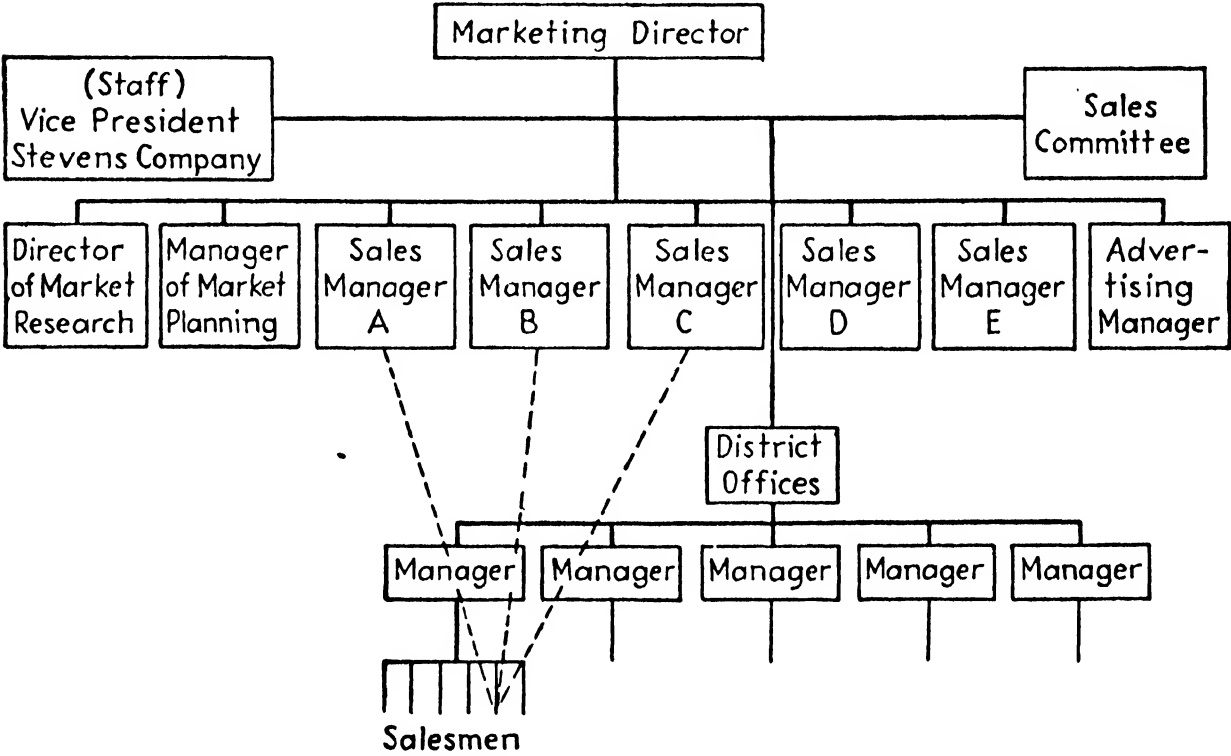 Marketing Director
(Staff)
Vice President
Stevens Company
Sales
Committee
Director
of Market
Research
Manager
of Market
Planning
Sales
Manager
A
Sales
Manager
B
Sales
Manager
C
Sales
Manager
D
Sales
Manager
E
Adver-
tising
Manager
District
Offices
Manager
Manager
Manager
Manager
Manager
Salesmen